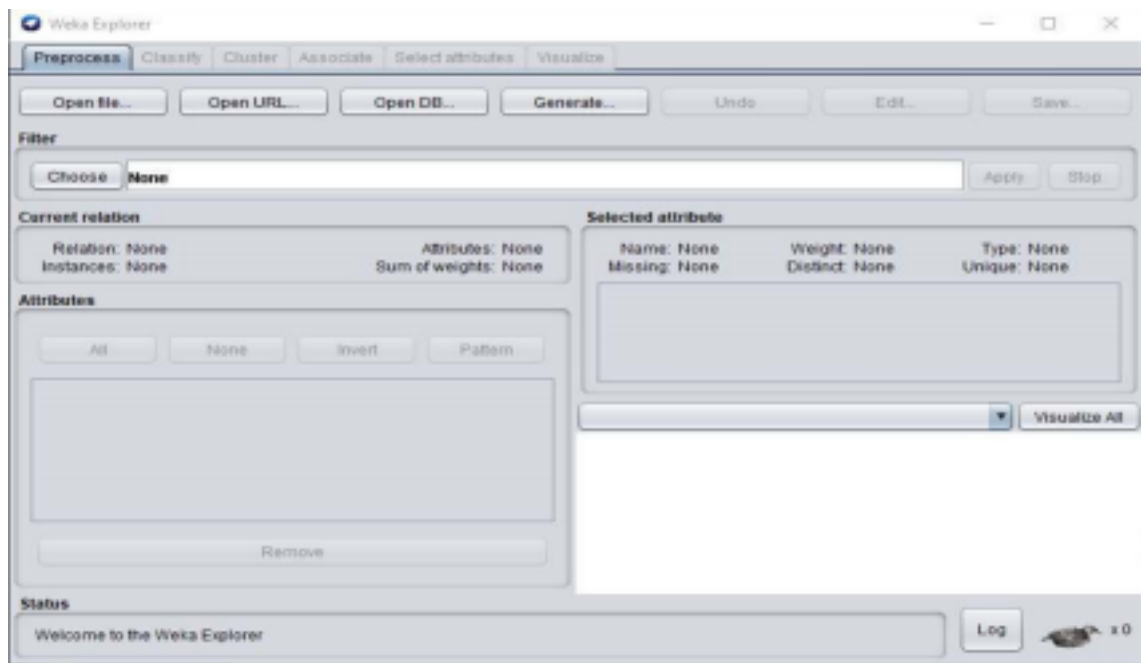 Weka Explorer
Preprocess Classify Cluster Associate Select attributes Visualize
Open file... Open URL... Open DB... Generate... Undo Edit... Save...
Filter
Choose None Apply Stop
Current relation
Relation: None Attributes: None
Instances: None Sum of weights: None
Selected attribute
Name: None Weight: None Type: None
Missing: None Distinct: None Unique: None
Attributes
All None Invert Pattern
Visualize All
Remove
Status
Welcome to the Weka Explorer
Log x 0